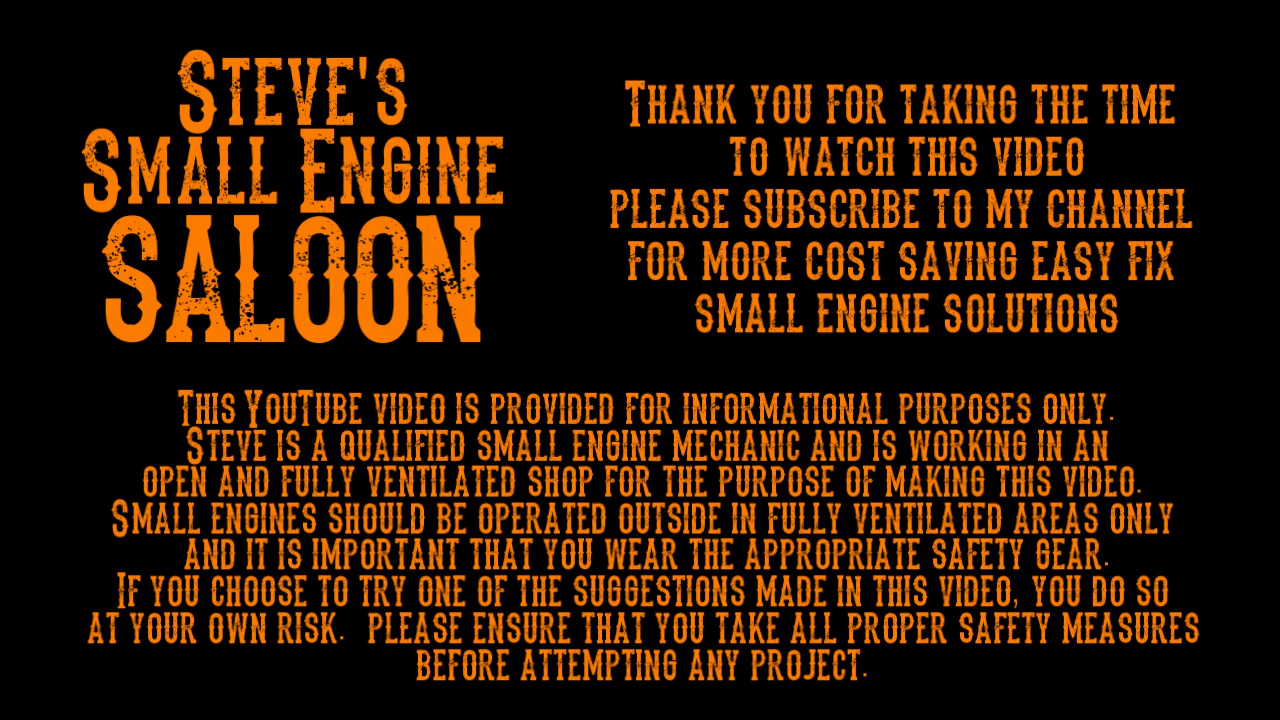 Steve's
Small Engine
SALOON
Thank you for taking the time
to watch this video
please subscribe to my channel
for more cost saving easy fix
small engine solutions
This YouTube video is provided for informational purposes only.
Steve is a qualified small engine mechanic and is working in an
open and fully ventilated shop for the purpose of making this video.
Small engines should be operated outside in fully ventilated areas only
and it is important that you wear the appropriate safety gear.
If you choose to try one of the suggestions made in this video, you do so
at your own risk.  Please ensure that you take all proper safety measures
before attempting any project.